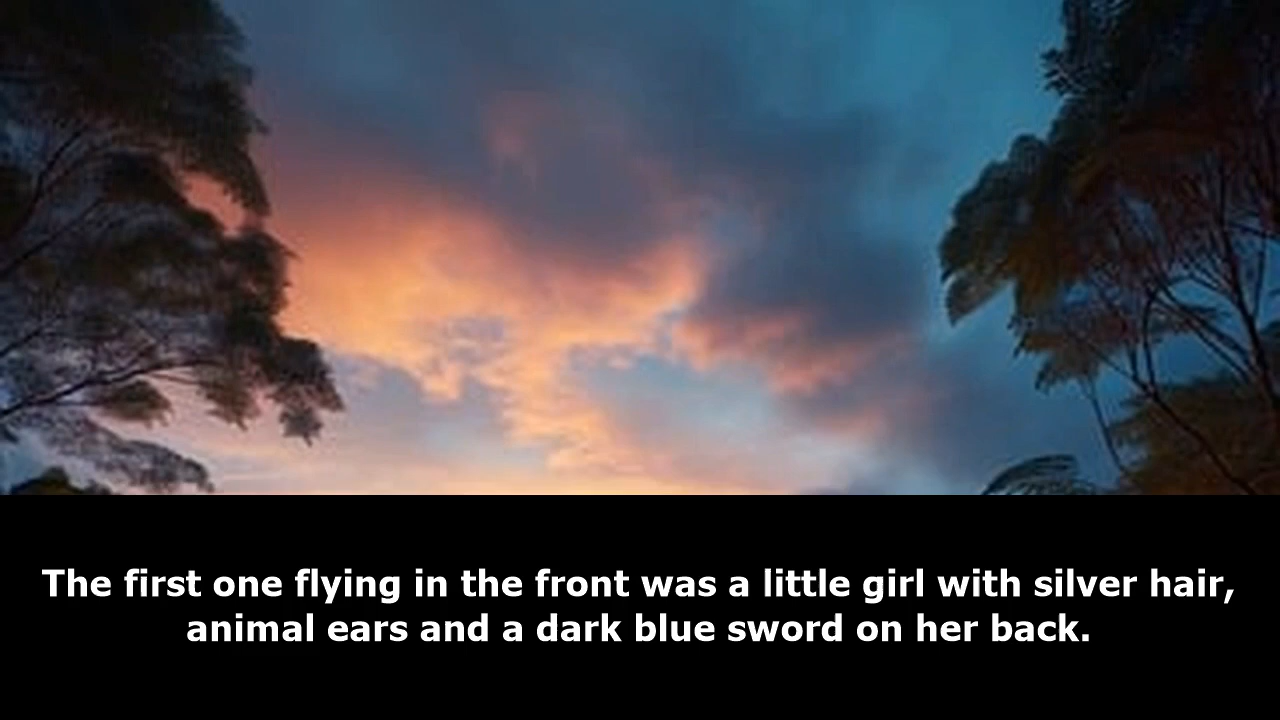 The first one flying in the front was a little girl with silver hair,
animal ears and a dark blue sword on her back.